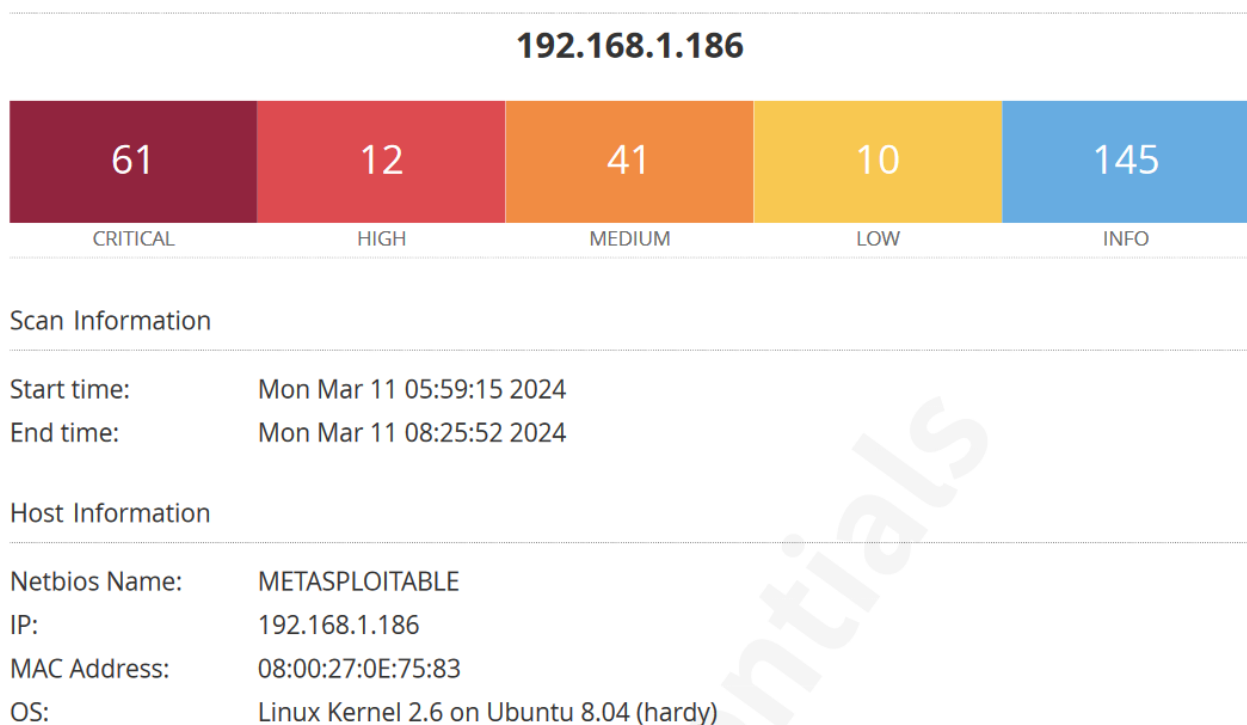 192.168.1.186
61 12 41 10 145
CRITICAL HIGH MEDIUM LOW INFO
Scan Information
Start time: Mon Mar 11 05:59:15 2024
End time: Mon Mar 11 08:25:52 2024
Host Information
Netbios Name: METASPLOITABLE
IP: 192.168.1.186
MAC Address: 08:00:27:0E:75:83
OS: Linux Kernel 2.6 on Ubuntu 8.04 (hardy)